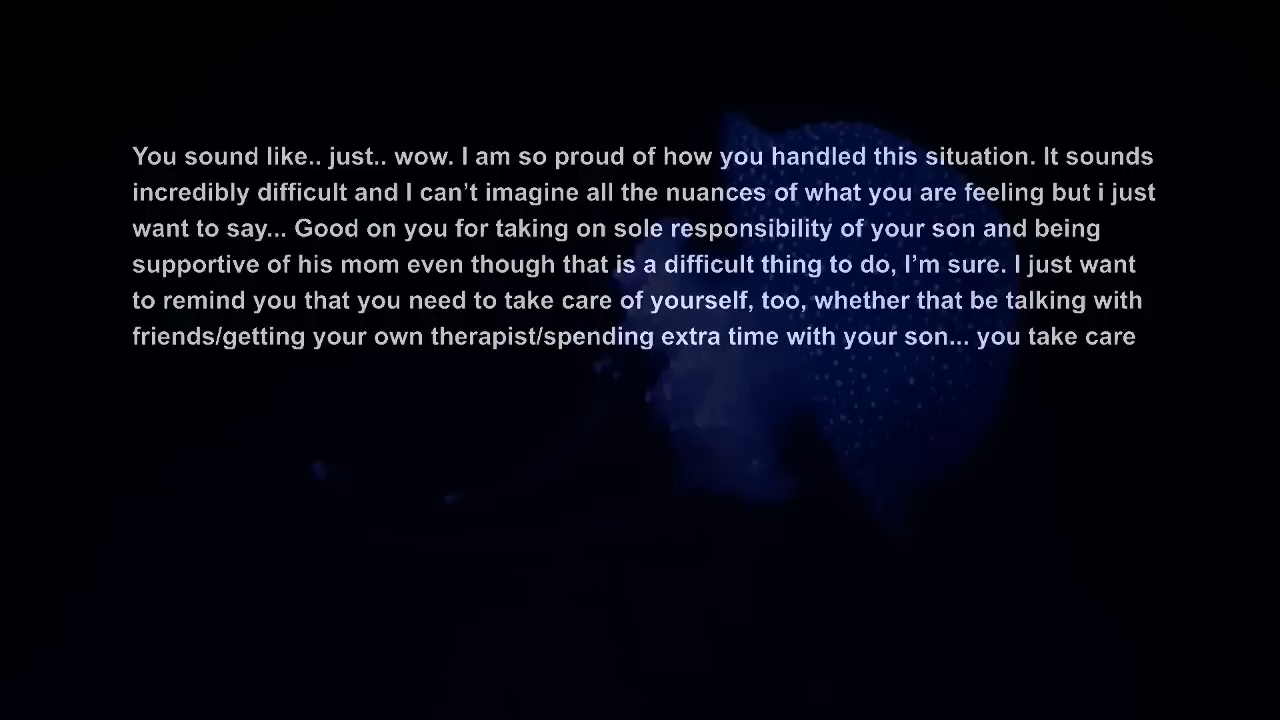 You sound like.. just.. wow. I am so proud of how you handled this situation. It sounds
incredibly difficult and I can’t imagine all the nuances of what you are feeling but i just
want to say... Good on you for taking on sole responsibility of your son and being
supportive of his mom even though that is a difficult thing to do, I’m sure. I just want
to remind you that you need to take care of yourself, too, whether that be talking with
friends/getting your own therapist/spending extra time with your son... you take care